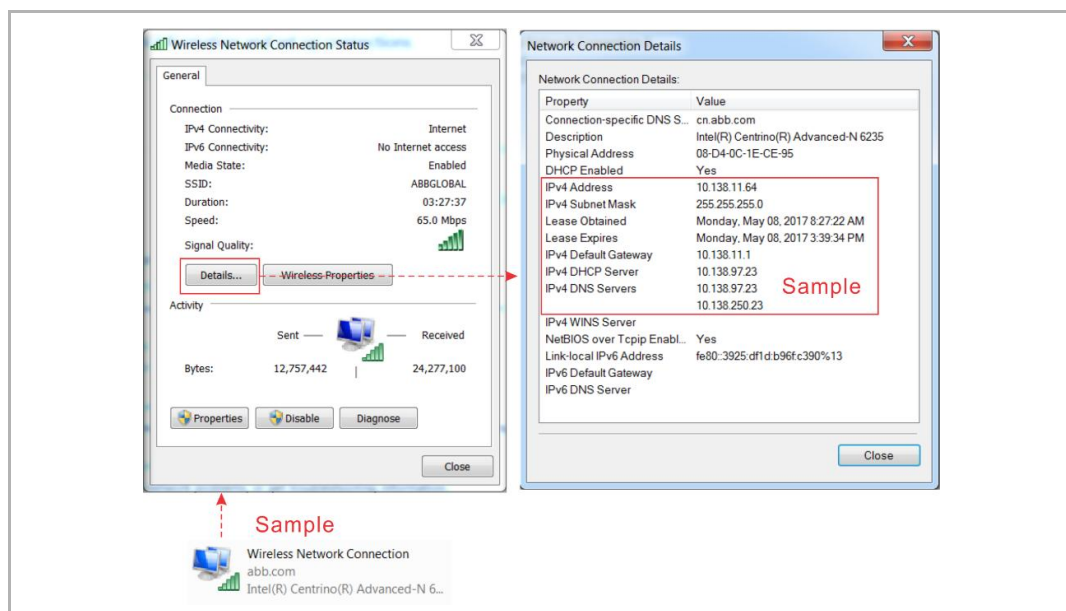 Wireless Network Connection Status
General
Connection
IPv4 Connectivity: Internet
IPv6 Connectivity: No Internet access
Media State: Enabled
SSID: ABBGLOBAL
Duration: 03:27:37
Speed: 65.0 Mbps
Signal Quality:
Details... Wireless Properties
Activity
Sent Received
Bytes: 12,757,442 24,277,100
Properties Disable Diagnose
Close
Sample
Wireless Network Connection
abb.com
Intel(R) Centrino(R) Advanced-N 6...
Network Connection Details
Network Connection Details:
Property Value
Connection-specific DNS S... cn.abb.com
Description Intel(R) Centrino(R) Advanced-N 6235
Physical Address 08-D4-0C-1E-CE-95
DHCP Enabled Yes
IPv4 Address 10.138.11.64
IPv4 Subnet Mask 255.255.255.0
Lease Obtained Monday, May 08, 2017 8:27:22 AM
Lease Expires Monday, May 08, 2017 3:39:34 PM
IPv4 Default Gateway 10.138.11.1
IPv4 DHCP Server 10.138.97.23
IPv4 DNS Servers 10.138.97.23
10.138.250.23
Sample
IPv4 WINS Server
NetBIOS over Tcpip Enabl... Yes
Link-local IPv6 Address fe80::3925:df1d:b96f:c390%13
IPv6 Default Gateway
IPv6 DNS Server
Close